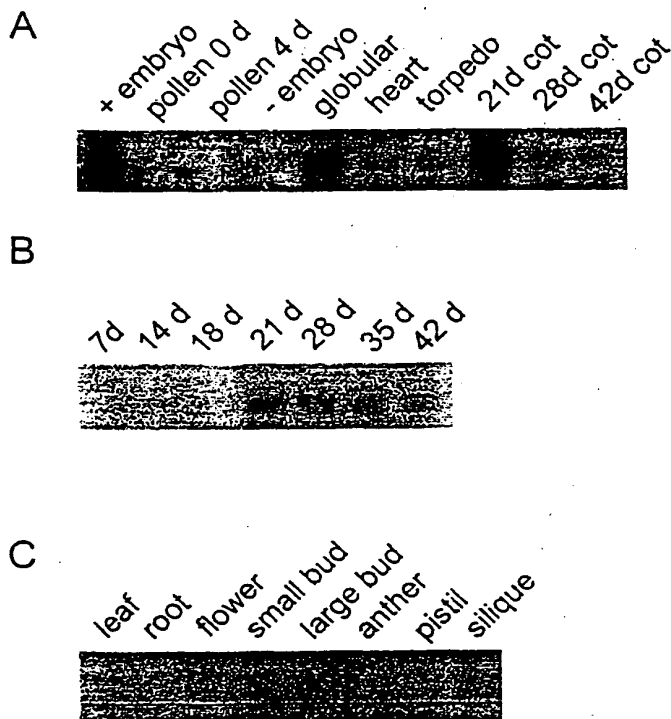 A
+ embryo
pollen 0 d
pollen 4 d
- embryo
globular
heart
torpedo
21d cot
28d cot
42d cot
B
7d
14 d
18 d
21 d
28 d
35 d
42 d
C
leaf
root
flower
small bud
large bud
anther
pistil
silique